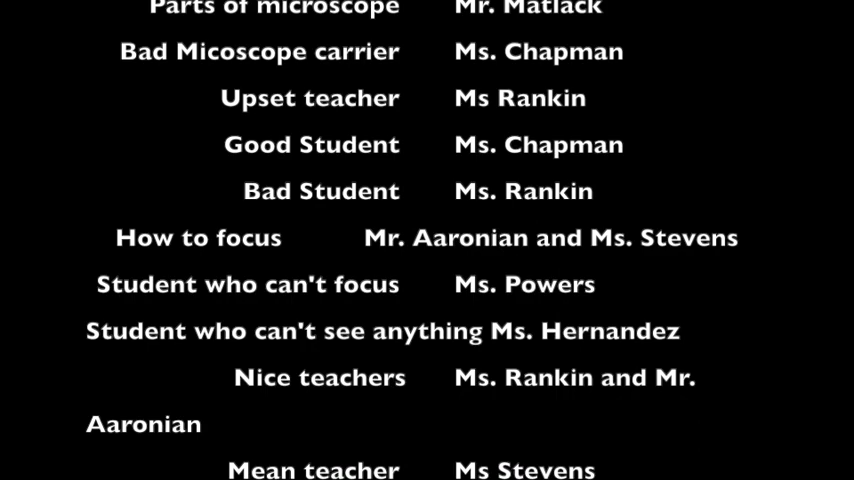 Parts of microscope Mr. Matlack
Bad Micoscope carrier Ms. Chapman
Upset teacher Ms Rankin
Good Student Ms. Chapman
Bad Student Ms. Rankin
How to focus Mr. Aaronian and Ms. Stevens
Student who can't focus Ms. Powers
Student who can't see anything Ms. Hernandez
Nice teachers Ms. Rankin and Mr.
Aaronian
Mean teacher Ms Stevens